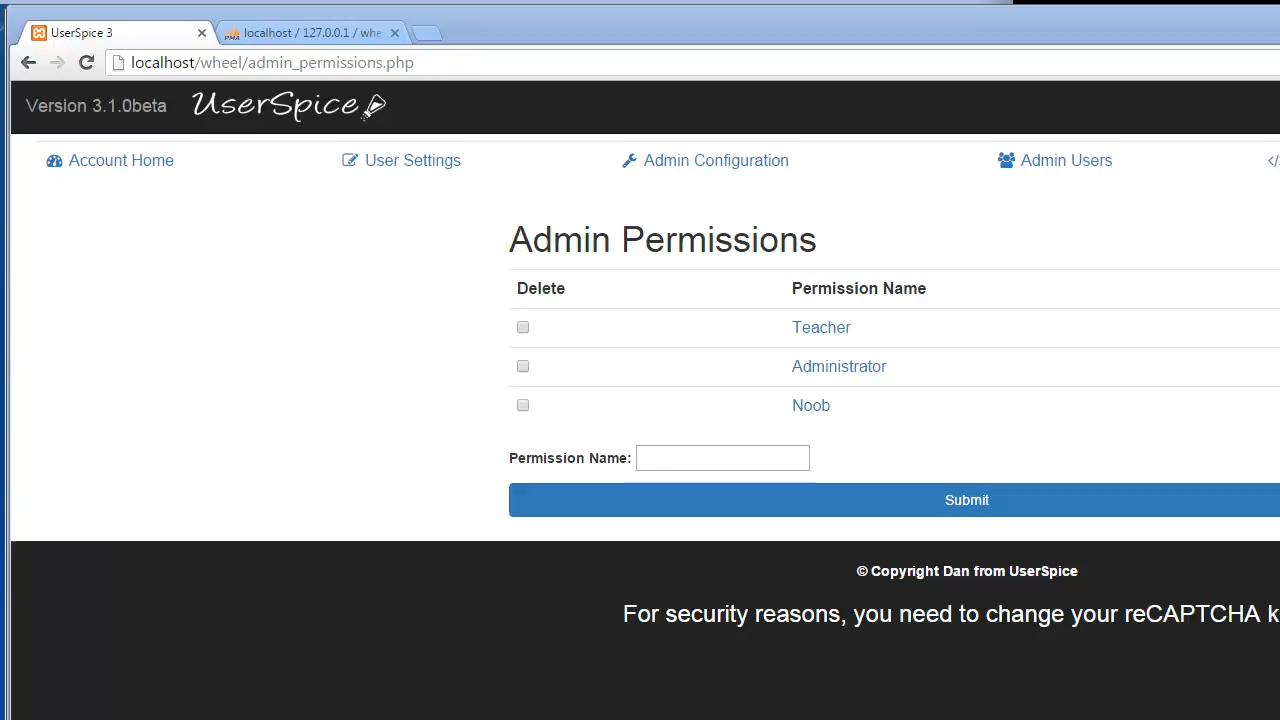 UserSpice 3
localhost / 127.0.0.1 / whe
localhost/wheel/admin_permissions.php
Version 3.1.0beta UserSpice
Account Home User Settings Admin Configuration Admin Users
Admin Permissions
Delete Permission Name
Teacher
Administrator
Noob
Permission Name:
Submit
© Copyright Dan from UserSpice
For security reasons, you need to change your reCAPTCHA k